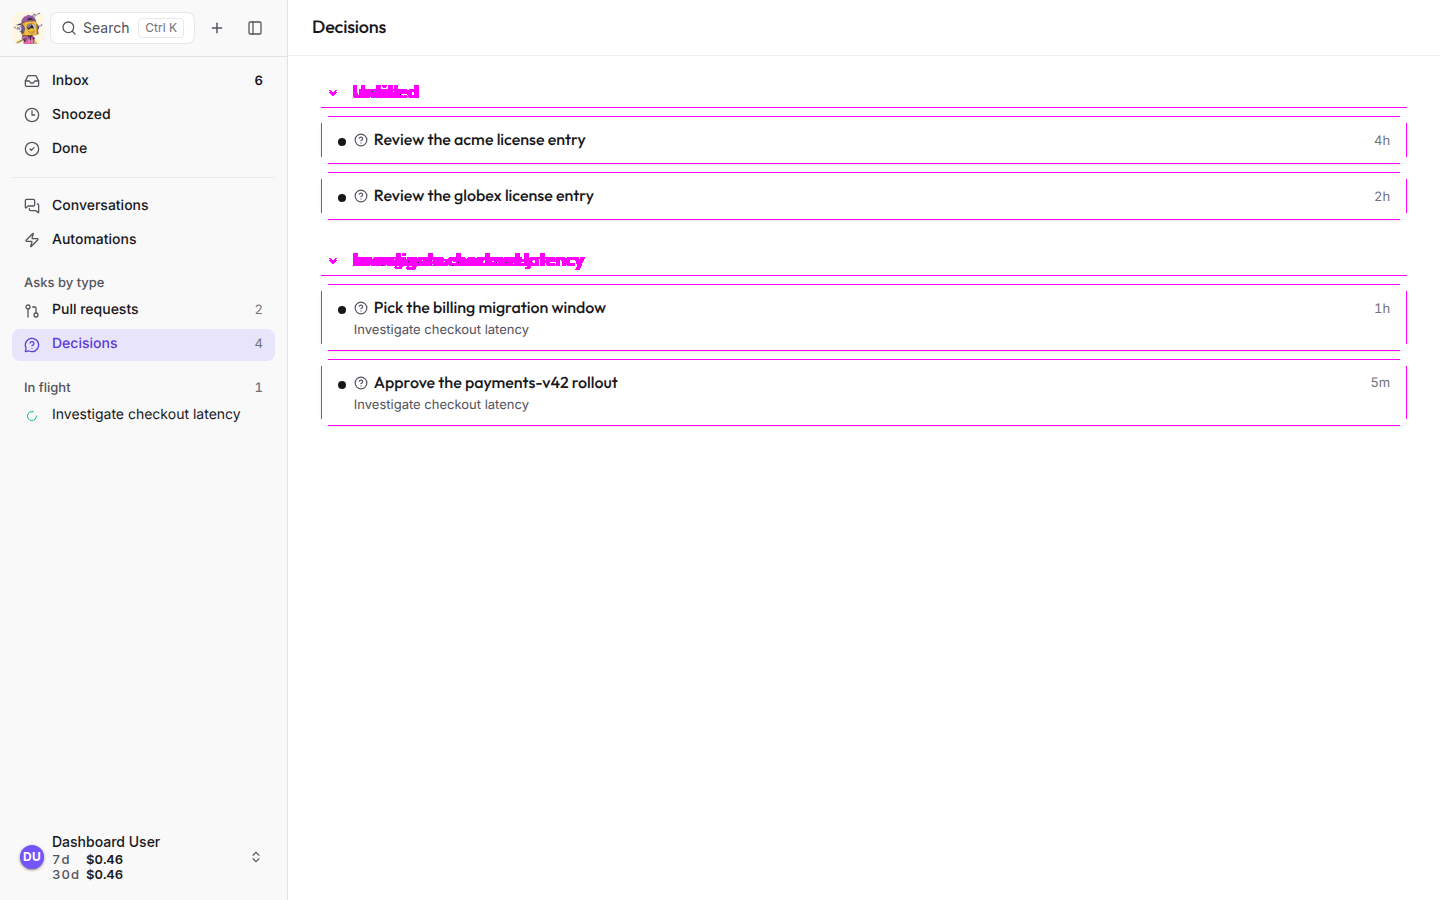 Search Ctrl K
Decisions
Inbox 6
Snoozed
Done
Conversations
Automations
Asks by type
Pull requests 2
Decisions 4
In flight 1
Investigate checkout latency
Dashboard User
DU
7d $0.46
30d $0.46
Review the acme license entry 4h
Review the globex license entry 2h
Pick the billing migration window 1h
Investigate checkout latency
Approve the payments-v42 rollout 5m
Investigate checkout latency